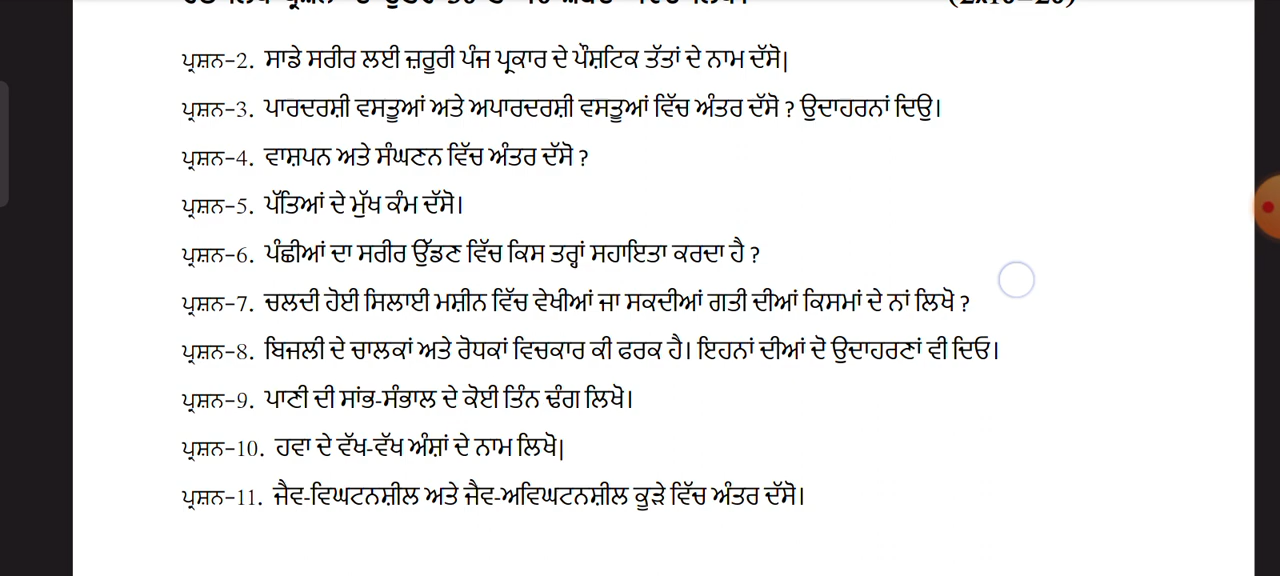 (2x10=20)
ਪ੍ਰਸ਼ਨ-2. ਸਾਡੇ ਸਰੀਰ ਲਈ ਜ਼ਰੂਰੀ ਪੰਜ ਪ੍ਰਕਾਰ ਦੇ ਪੌਸ਼ਟਿਕ ਤੱਤਾਂ ਦੇ ਨਾਮ ਦੱਸੋ|
ਪ੍ਰਸ਼ਨ-3. ਪਾਰਦਰਸ਼ੀ ਵਸਤੂਆਂ ਅਤੇ ਅਪਾਰਦਰਸ਼ੀ ਵਸਤੂਆਂ ਵਿੱਚ ਅੰਤਰ ਦੱਸੋ ? ਉਦਾਹਰਨਾਂ ਦਿਉ।
ਪ੍ਰਸ਼ਨ-4. ਵਾਸ਼ਪਨ ਅਤੇ ਸੰਘਣਨ ਵਿੱਚ ਅੰਤਰ ਦੱਸੋ ?
ਪ੍ਰਸ਼ਨ-5. ਪੱਤਿਆਂ ਦੇ ਮੁੱਖ ਕੰਮ ਦੱਸੋ।
ਪ੍ਰਸ਼ਨ-6. ਪੰਛੀਆਂ ਦਾ ਸਰੀਰ ਉੱਡਣ ਵਿੱਚ ਕਿਸ ਤਰ੍ਹਾਂ ਸਹਾਇਤਾ ਕਰਦਾ ਹੈ ?
ਪ੍ਰਸ਼ਨ-7. ਚਲਦੀ ਹੋਈ ਸਿਲਾਈ ਮਸ਼ੀਨ ਵਿੱਚ ਵੇਖੀਆਂ ਜਾ ਸਕਦੀਆਂ ਗਤੀ ਦੀਆਂ ਕਿਸਮਾਂ ਦੇ ਨਾਂ ਲਿਖੋ ?
ਪ੍ਰਸ਼ਨ-8. ਬਿਜਲੀ ਦੇ ਚਾਲਕਾਂ ਅਤੇ ਰੋਧਕਾਂ ਵਿਚਕਾਰ ਕੀ ਫਰਕ ਹੈ। ਇਹਨਾਂ ਦੀਆਂ ਦੋ ਉਦਾਹਰਣਾਂ ਵੀ ਦਿਓ।
ਪ੍ਰਸ਼ਨ-9. ਪਾਣੀ ਦੀ ਸਾਂਭ-ਸੰਭਾਲ ਦੇ ਕੋਈ ਤਿੰਨ ਢੰਗ ਲਿਖੋ।
ਪ੍ਰਸ਼ਨ-10. ਹਵਾ ਦੇ ਵੱਖ-ਵੱਖ ਅੰਸ਼ਾਂ ਦੇ ਨਾਮ ਲਿਖੋ|
ਪ੍ਰਸ਼ਨ-11. ਜੈਵ-ਵਿਘਟਨਸ਼ੀਲ ਅਤੇ ਜੈਵ-ਅਵਿਘਟਨਸ਼ੀਲ ਕੂੜੇ ਵਿੱਚ ਅੰਤਰ ਦੱਸੋ।